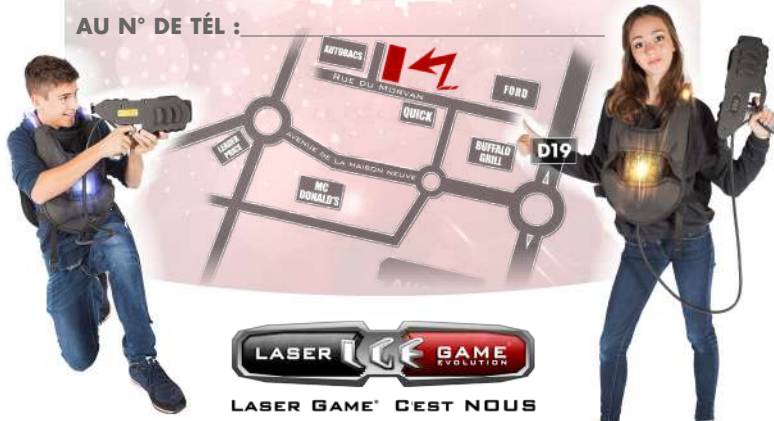 AU N° DE TÉL :
AUTOBACS
RUE DU MORVAN
FORD
QUICK
LEADER
PRICE
AVENUE DE LA MAISON NEUVE
BUFFALO
GRILL
D19
MC
DONALD'S
LASER LGE GAME®
EVOLUTION
LASER GAME® C'EST NOUS